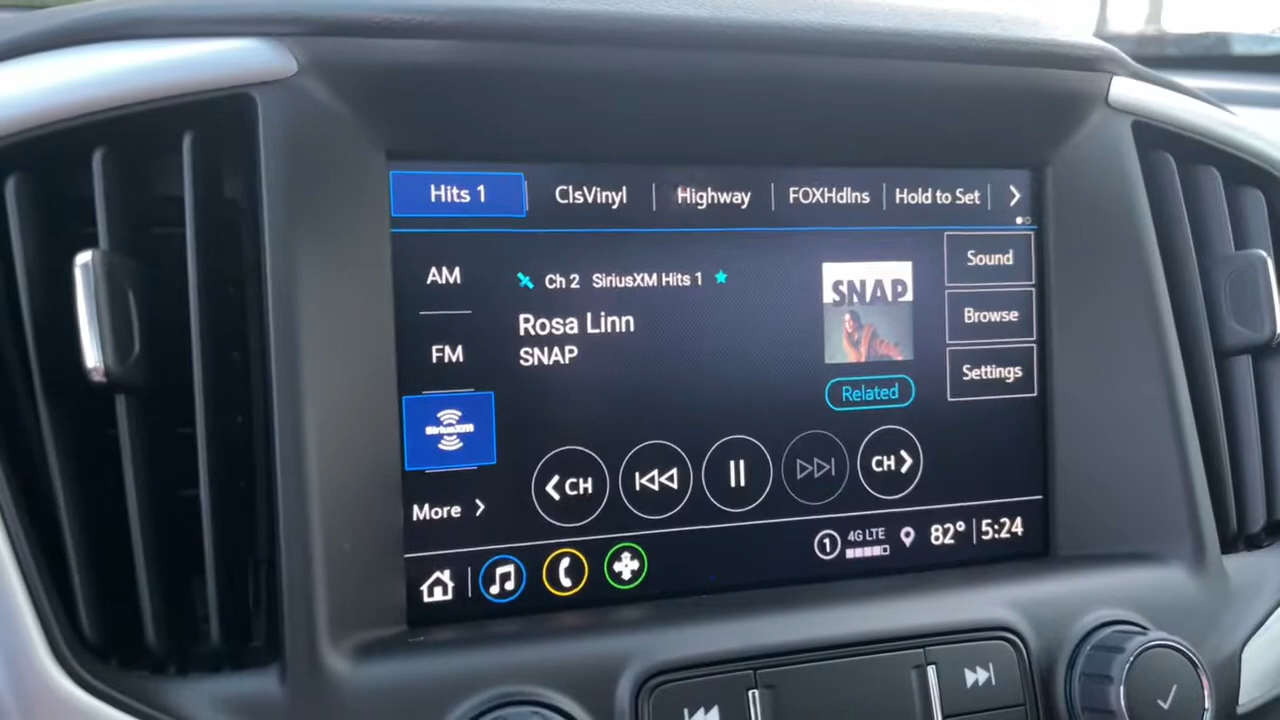 Hits 1 ClsVinyl Highway FOXHdlns Hold to Set
AM
FM
SiriusXM
More
Ch 2 SiriusXM Hits 1
Rosa Linn
SNAP
SNAP
Related
Sound
Browse
Settings
CH CH
1 4G LTE 82° 5:24